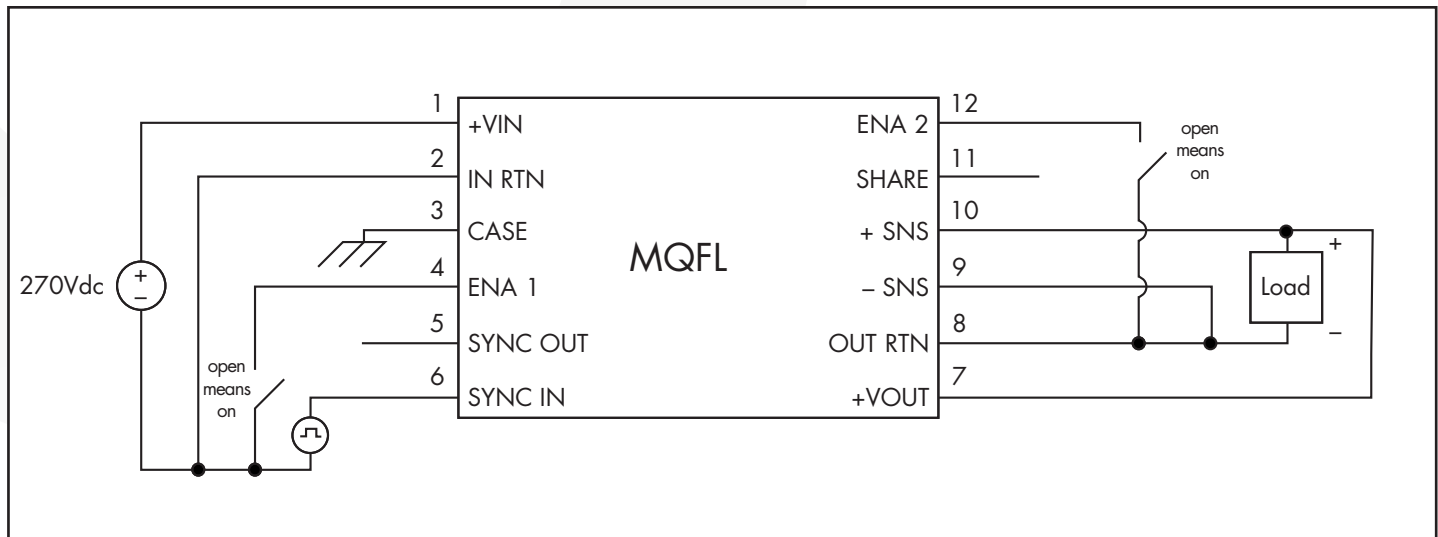 1
+VIN
2
IN RTN
3
CASE
4
ENA 1
5
SYNC OUT
6
SYNC IN
270Vdc
+
–
open
means
on
MQFL
12
ENA 2
11
SHARE
10
+ SNS
9
– SNS
8
OUT RTN
7
+VOUT
open
means
on
+
Load
–